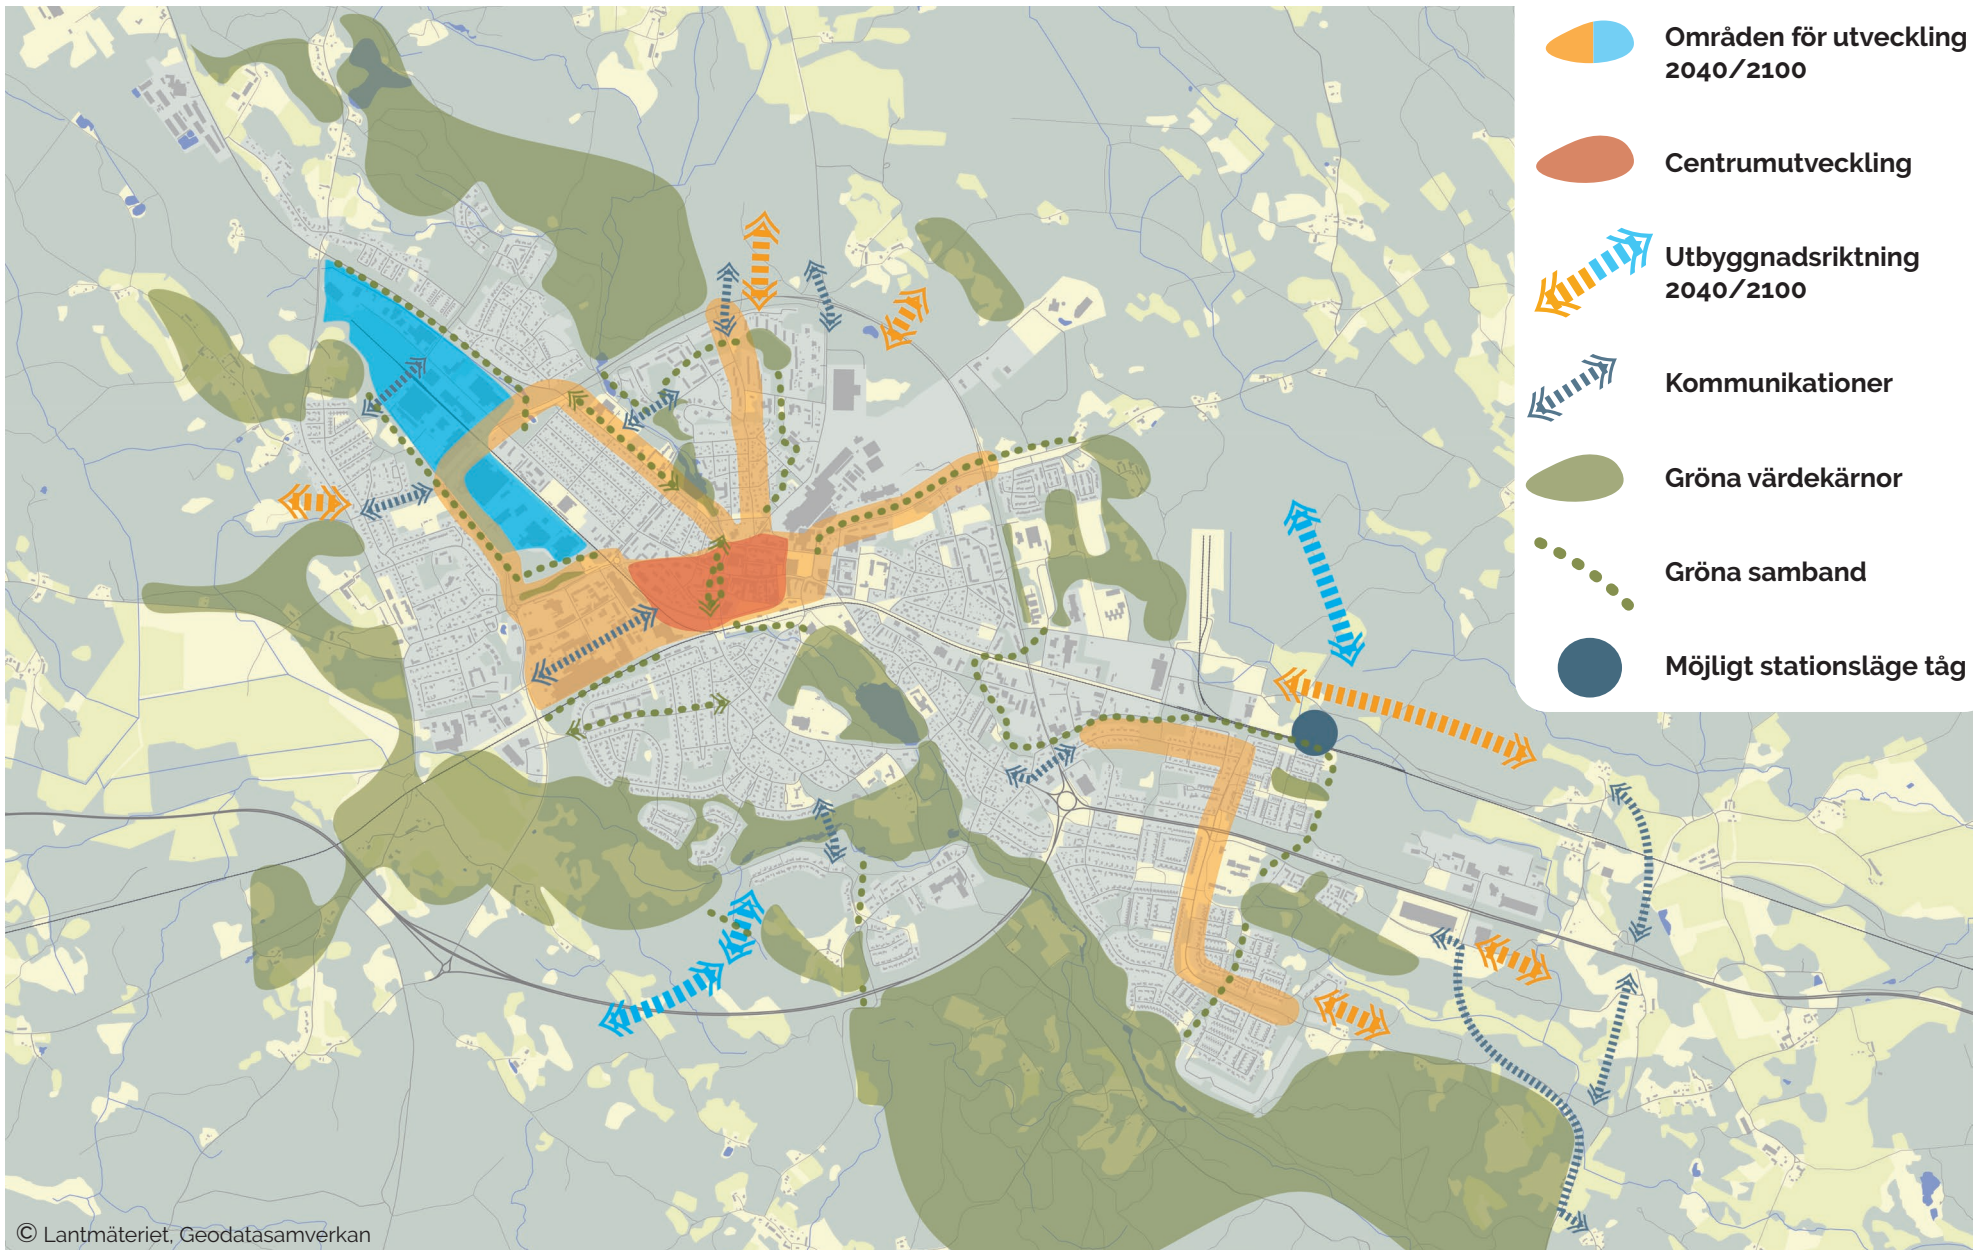 Områden för utveckling
2040/2100
Centrumutveckling
Utbyggnadsriktning
2040/2100
Kommunikationer
Gröna värdekärnor
Gröna samband
Möjligt stationsläge tåg
© Lantmäteriet, Geodatasamverkan